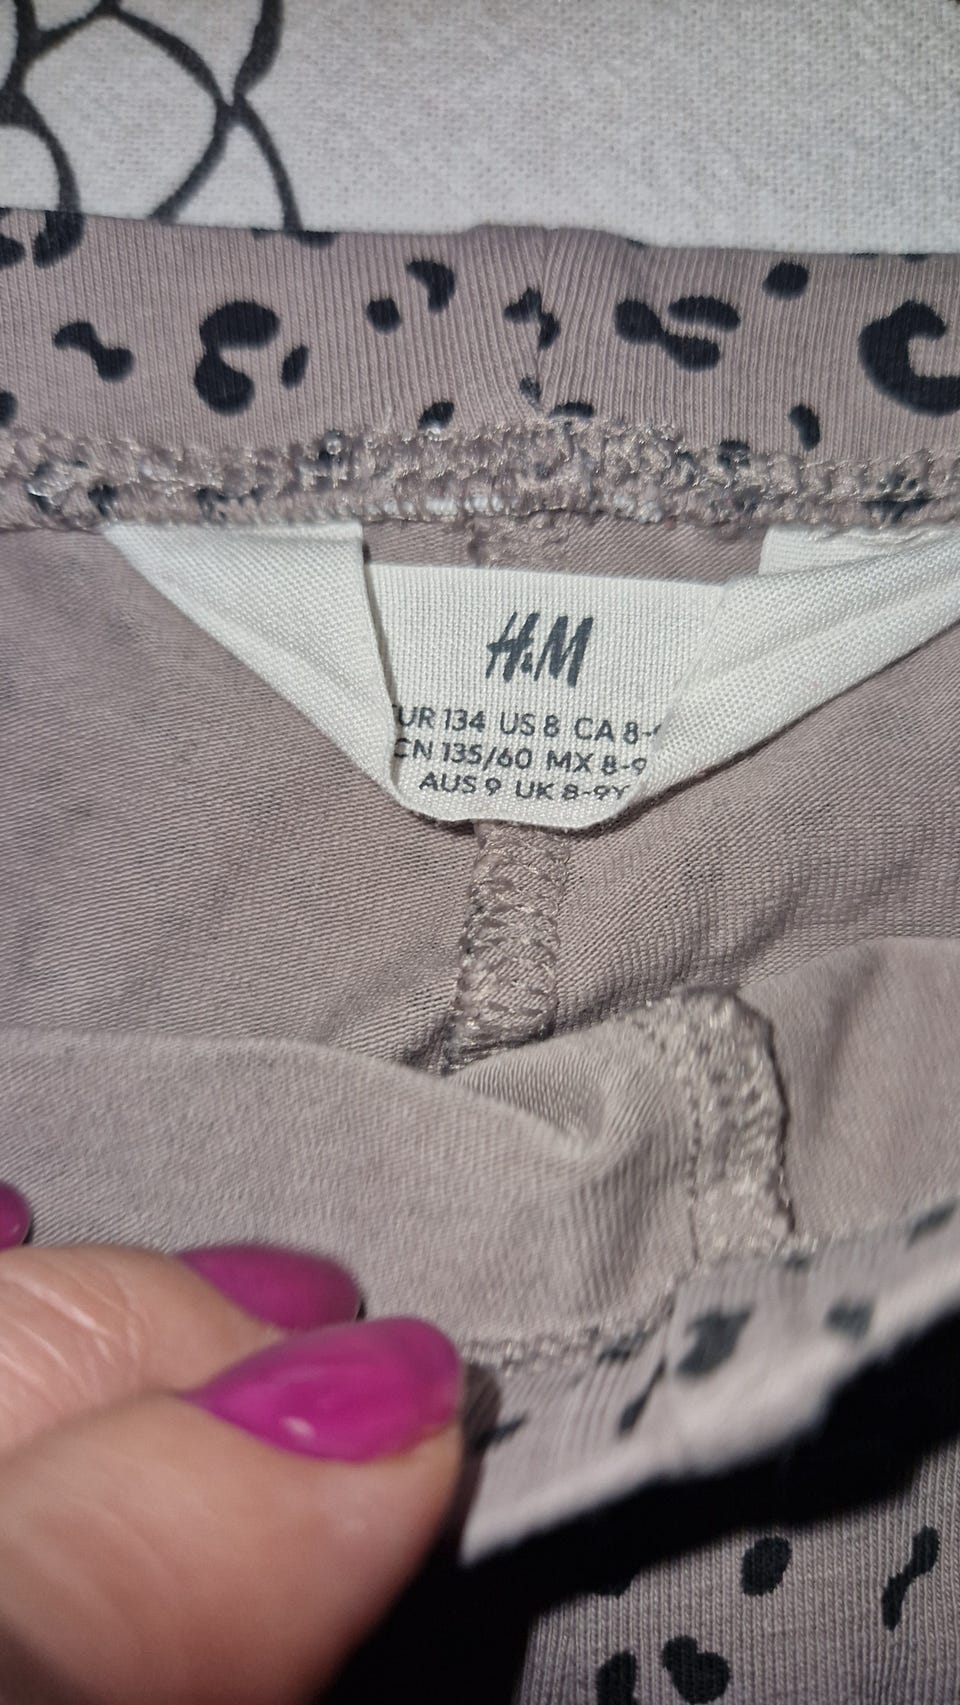 H&M
EUR 134 US 8 CA 8-
CN 135/60 MX 8-9
AUS 9 UK 8-9Y